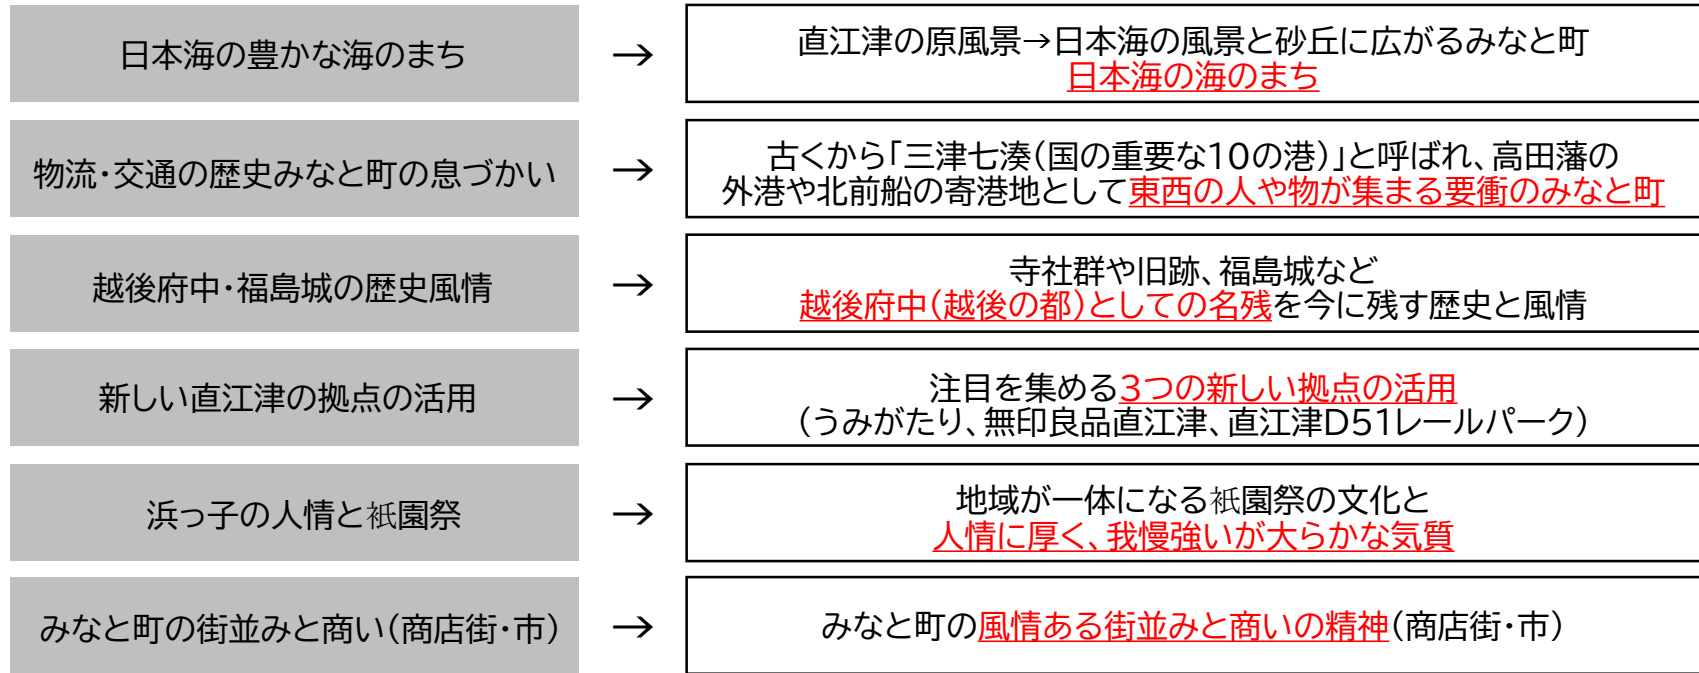 日本海の豊かな海のまち
→
直江津の原風景→日本海の風景と砂丘に広がるみなと町
日本海の海のまち
物流・交通の歴史みなと町の息づかい
→
古くから「三津七湊(国の重要な10の港)」と呼ばれ、高田藩の
外港や北前船の寄港地として東西の人や物が集まる要衝のみなと町
越後府中・福島城の歴史風情
→
寺社群や旧跡、福島城など
越後府中(越後の都)としての名残を今に残す歴史と風情
新しい直江津の拠点の活用
→
注目を集める3つの新しい拠点の活用
(うみがたり、無印良品直江津、直江津D51レールパーク)
浜っ子の人情と祇園祭
→
地域が一体になる祇園祭の文化と
人情に厚く、我慢強いが大らかな気質
みなと町の街並みと商い(商店街・市)
→
みなと町の風情ある街並みと商いの精神(商店街・市)